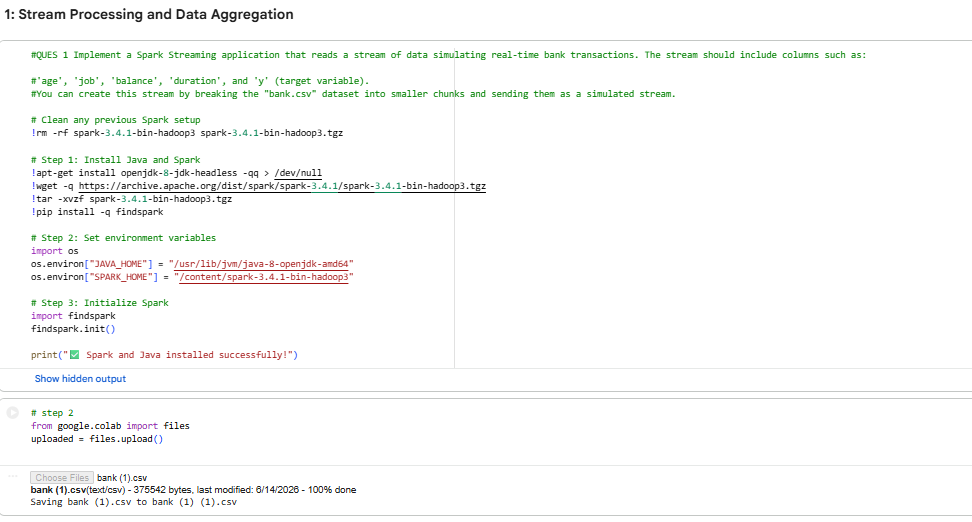 1: Stream Processing and Data Aggregation
#QUES 1 Implement a Spark Streaming application that reads a stream of data simulating real-time bank transactions. The stream should include columns such as:
#'age', 'job', 'balance', 'duration', and 'y' (target variable).
#You can create this stream by breaking the "bank.csv" dataset into smaller chunks and sending them as a simulated stream.
# Clean any previous Spark setup
!rm -rf spark-3.4.1-bin-hadoop3 spark-3.4.1-bin-hadoop3.tgz
# Step 1: Install Java and Spark
!apt-get install openjdk-8-jdk-headless -qq > /dev/null
!wget -q https://archive.apache.org/dist/spark/spark-3.4.1/spark-3.4.1-bin-hadoop3.tgz
!tar -xvzf spark-3.4.1-bin-hadoop3.tgz
!pip install -q findspark
# Step 2: Set environment variables
import os
os.environ["JAVA_HOME"] = "/usr/lib/jvm/java-8-openjdk-amd64"
os.environ["SPARK_HOME"] = "/content/spark-3.4.1-bin-hadoop3"
# Step 3: Initialize Spark
import findspark
findspark.init()
print("✅ Spark and Java installed successfully!")
Show hidden output
# step 2
from google.colab import files
uploaded = files.upload()
Choose Files bank (1).csv
bank (1).csv(text/csv) - 375542 bytes, last modified: 6/14/2026 - 100% done
Saving bank (1).csv to bank (1) (1).csv